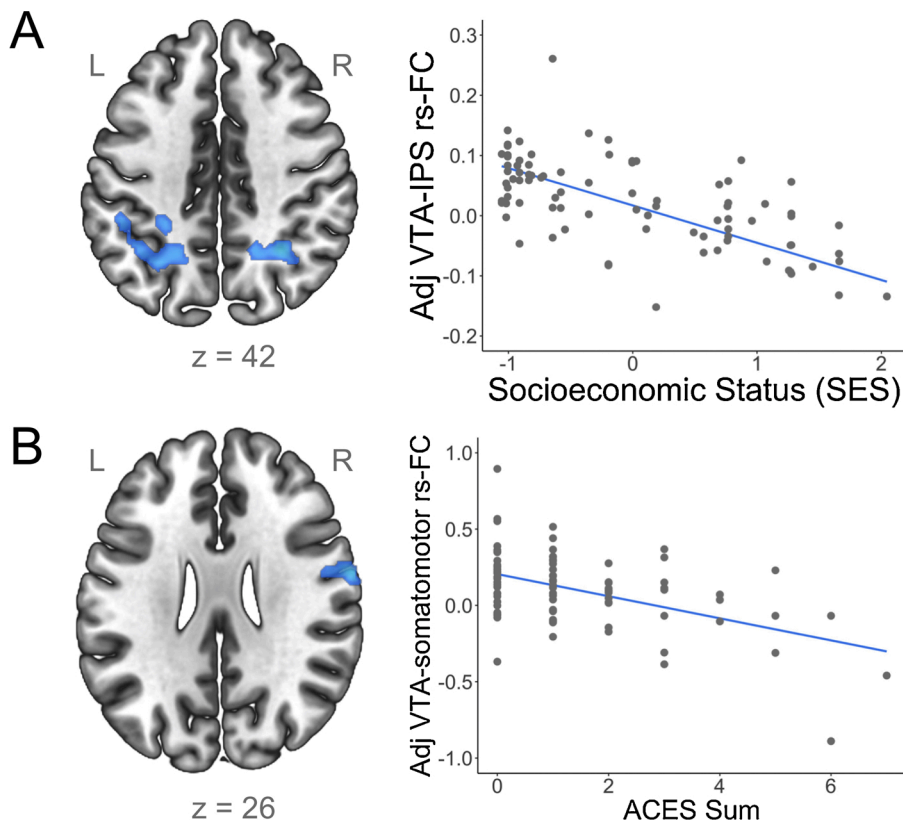 A
L
R
z = 42
Adj VTA-IPS rs-FC
0.3
0.2
0.1
0.0
-0.1
-0.2
-1
0
1
2
Socioeconomic Status (SES)
B
L
R
z = 26
Adj VTA-somatomotor rs-FC
1.0
0.5
0.0
-0.5
-1.0
0
2
4
6
ACES Sum